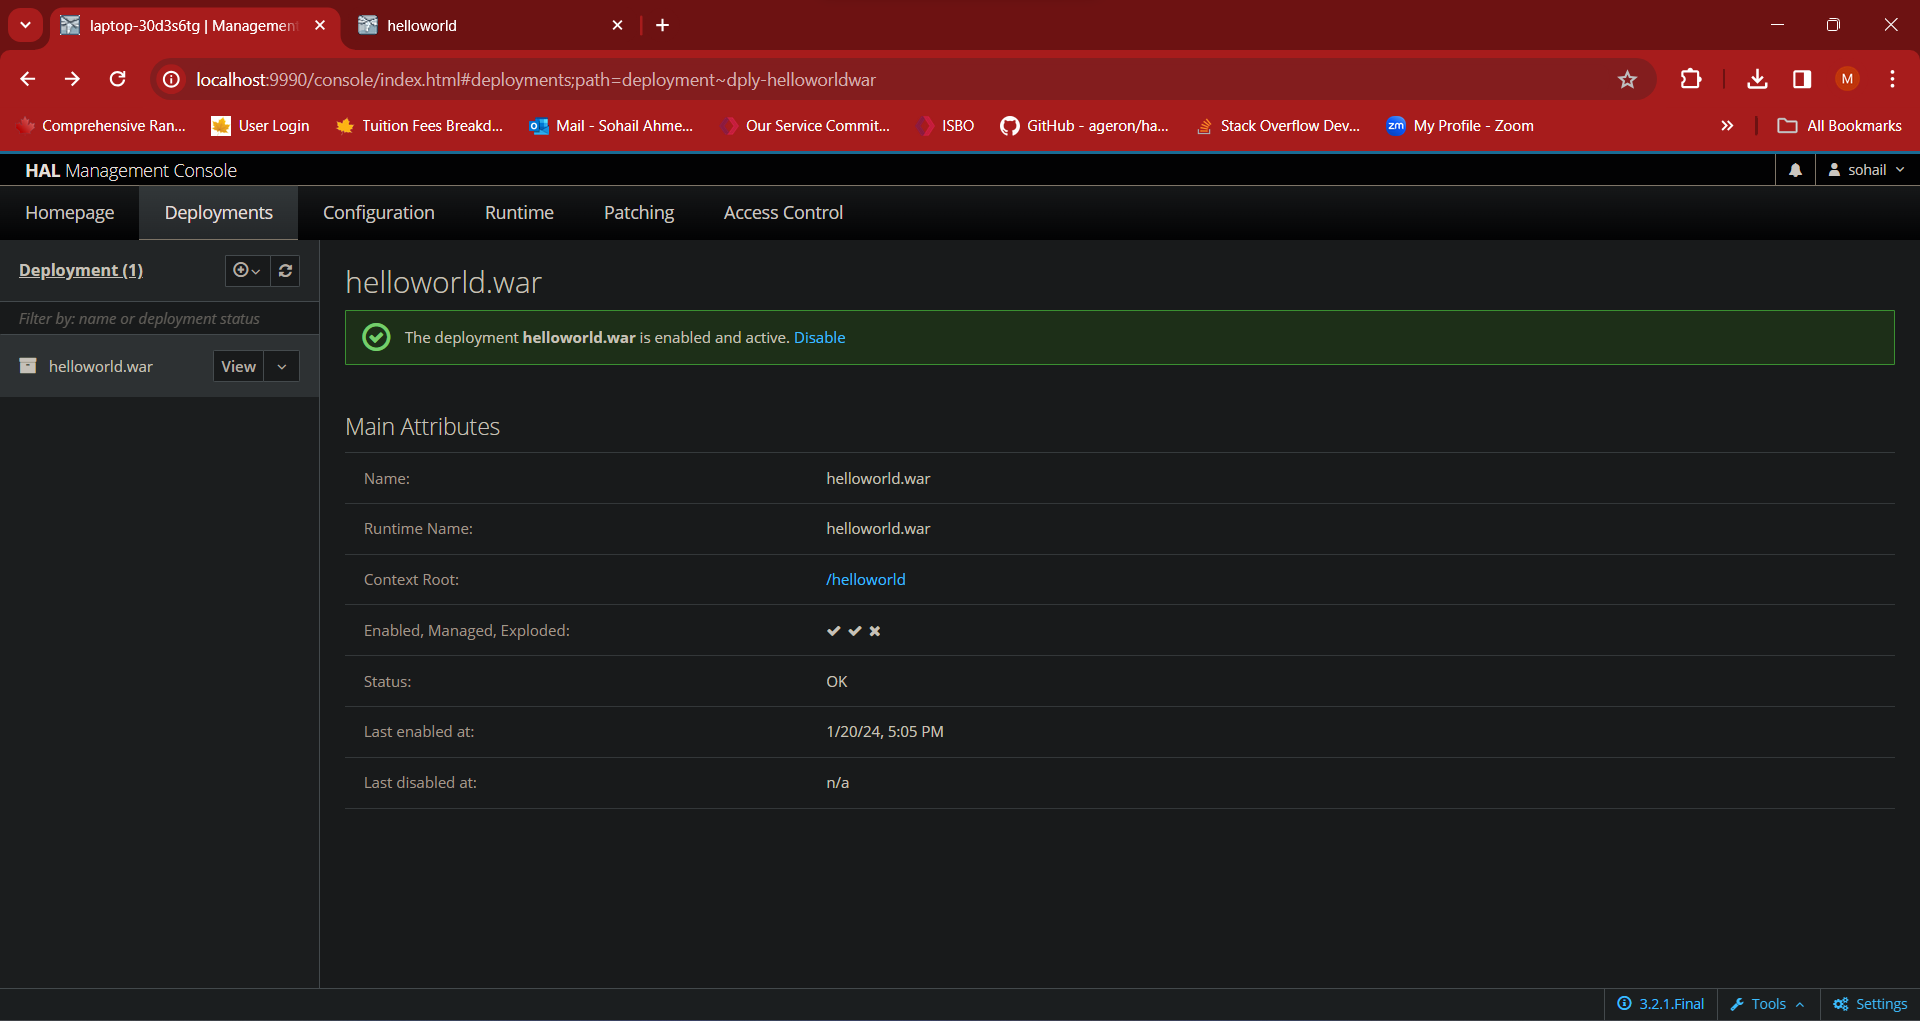 laptop-30d3s6tg | Management
helloworld
localhost:9990/console/index.html#deployments;path=deployment~dply-helloworldwar
M
Comprehensive Ran...
User Login
Tuition Fees Breakd...
Mail - Sohail Ahme...
Our Service Commit...
ISBO
GitHub - ageron/ha...
Stack Overflow Dev...
zm My Profile - Zoom
All Bookmarks
HAL Management Console
sohail
Homepage
Deployments
Configuration
Runtime
Patching
Access Control
Deployment (1)
Filter by: name or deployment status
helloworld.war
View
helloworld.war
The deployment helloworld.war is enabled and active. Disable
Main Attributes
Name: helloworld.war
Runtime Name: helloworld.war
Context Root: /helloworld
Enabled, Managed, Exploded: ✔ ✔ ✖
Status: OK
Last enabled at: 1/20/24, 5:05 PM
Last disabled at: n/a
3.2.1.Final
Tools
Settings